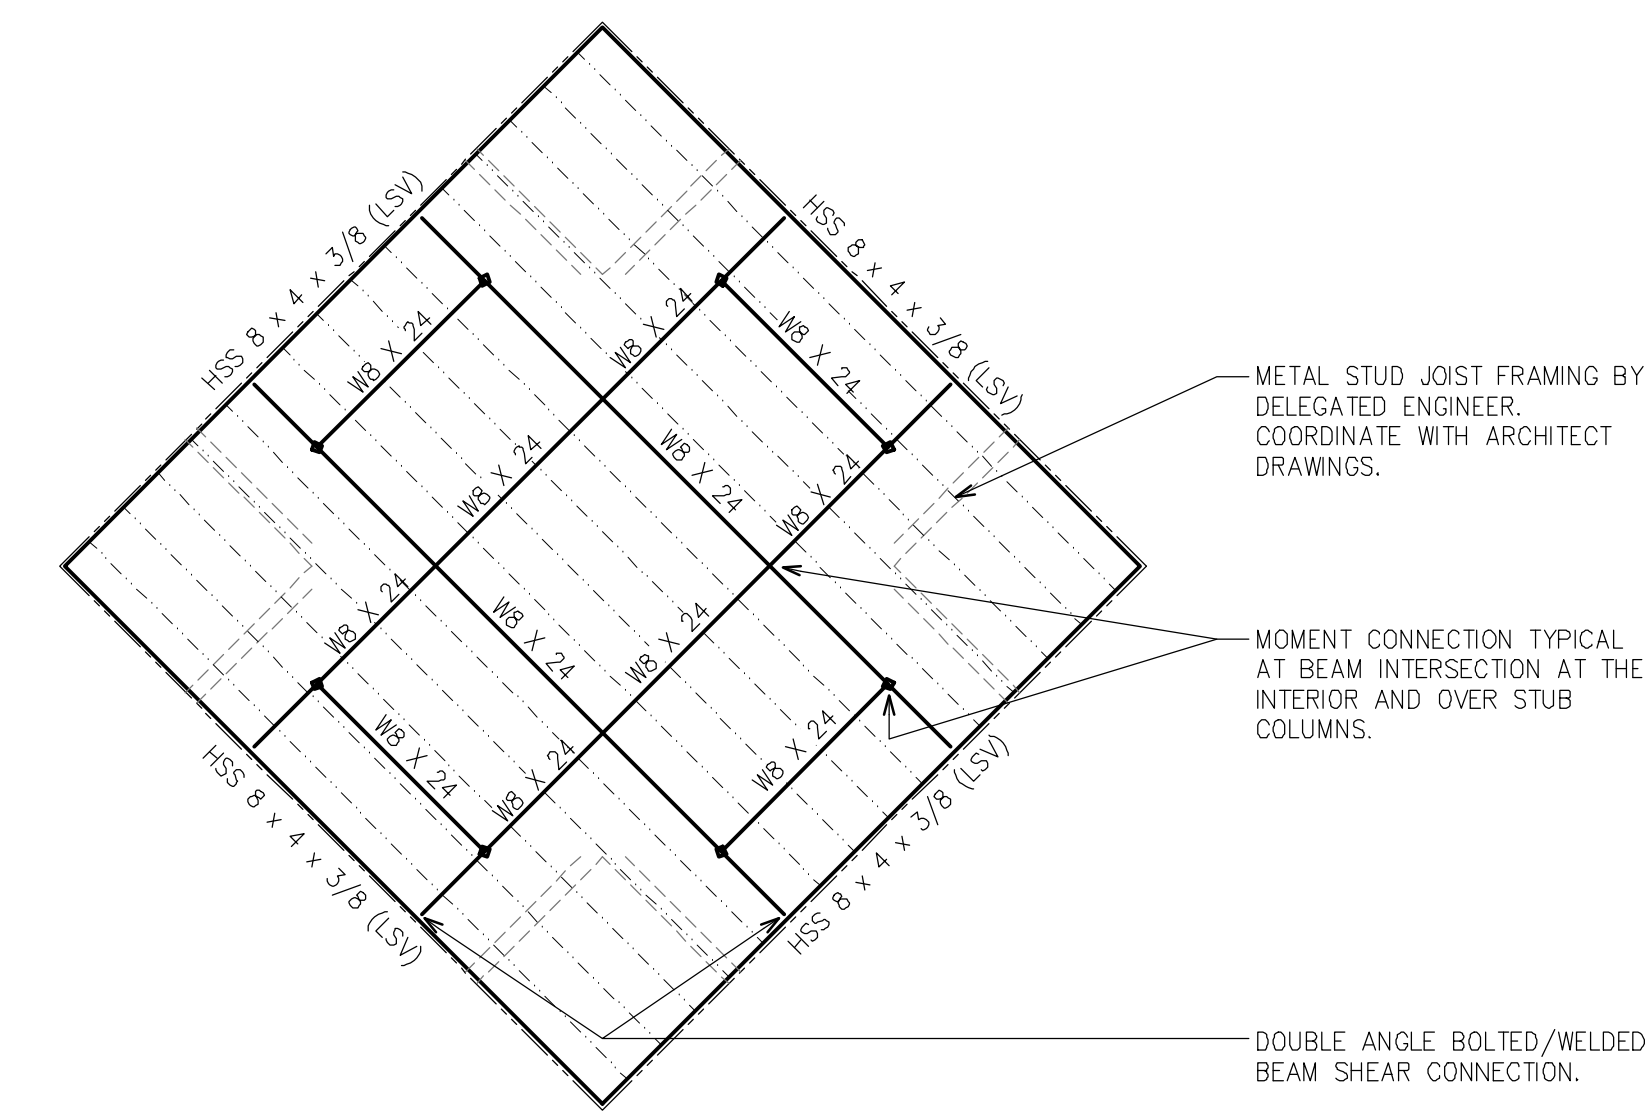 HSS 8 x 4 x 3/8 (LSV)
HSS 8 x 4 x 3/8 (LSV)
W8 X 24
W8 X 24
W8 X 24
W8 X 24
W8 X 24
W8 X 24
W8 X 24
W8 X 24
W8 X 24
W8 X 24
W8 X 24
W8 X 24
HSS 8 x 4 x 3/8 (LSV)
HSS 8 x 4 x 3/8 (LSV)
METAL STUD JOIST FRAMING BY
DELEGATED ENGINEER.
COORDINATE WITH ARCHITECT
DRAWINGS.
MOMENT CONNECTION TYPICAL
AT BEAM INTERSECTION AT THE
INTERIOR AND OVER STUB
COLUMNS.
DOUBLE ANGLE BOLTED/WELDED
BEAM SHEAR CONNECTION.